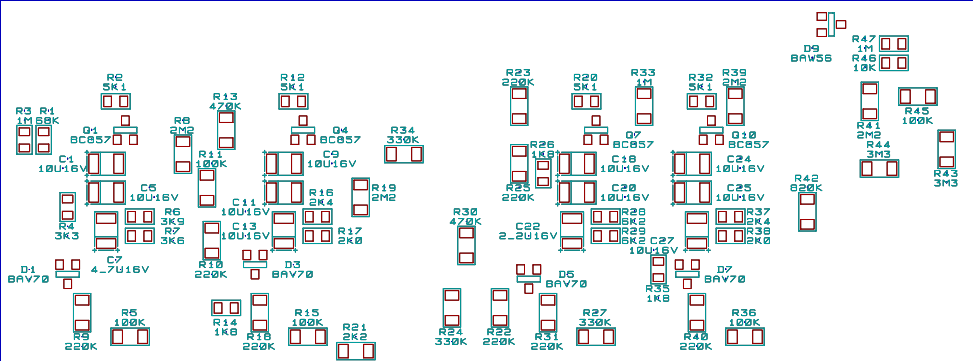 D9
BAW56
R47
1M
R46
10K
R2
5K1
R13
470K
R12
5K1
R23
220K
R20
5K1
R33
1M
R32
5K1
R39
2M2
R3
1M
R1
68K
Q1
BC857
R8
2M2
Q4
BC857
R34
330K
Q7
BC857
Q10
BC857
R41
2M2
R45
100K
C1
10U16V
R11
100K
C9
10U16V
R26
1K8
C18
10U16V
C24
10U16V
R44
3M3
R43
3M3
R4
3K3
C5
10U16V
C11
10U16V
R16
2K4
R19
2M2
R25
220K
C20
10U16V
C25
10U16V
R42
820K
R6
3K9
R7
3K6
C13
10U16V
R17
2K0
R30
470K
C22
2_2U16V
R28
6K2
R29
6K2
C27
10U16V
R37
2K4
R38
2K0
D1
BAV70
C7
4_7U16V
R10
220K
D3
BAV70
D5
BAV70
R35
1K8
D7
BAV70
R9
220K
R5
100K
R14
1K8
R18
220K
R15
100K
R21
2K2
R24
330K
R22
220K
R31
220K
R27
330K
R40
220K
R36
100K